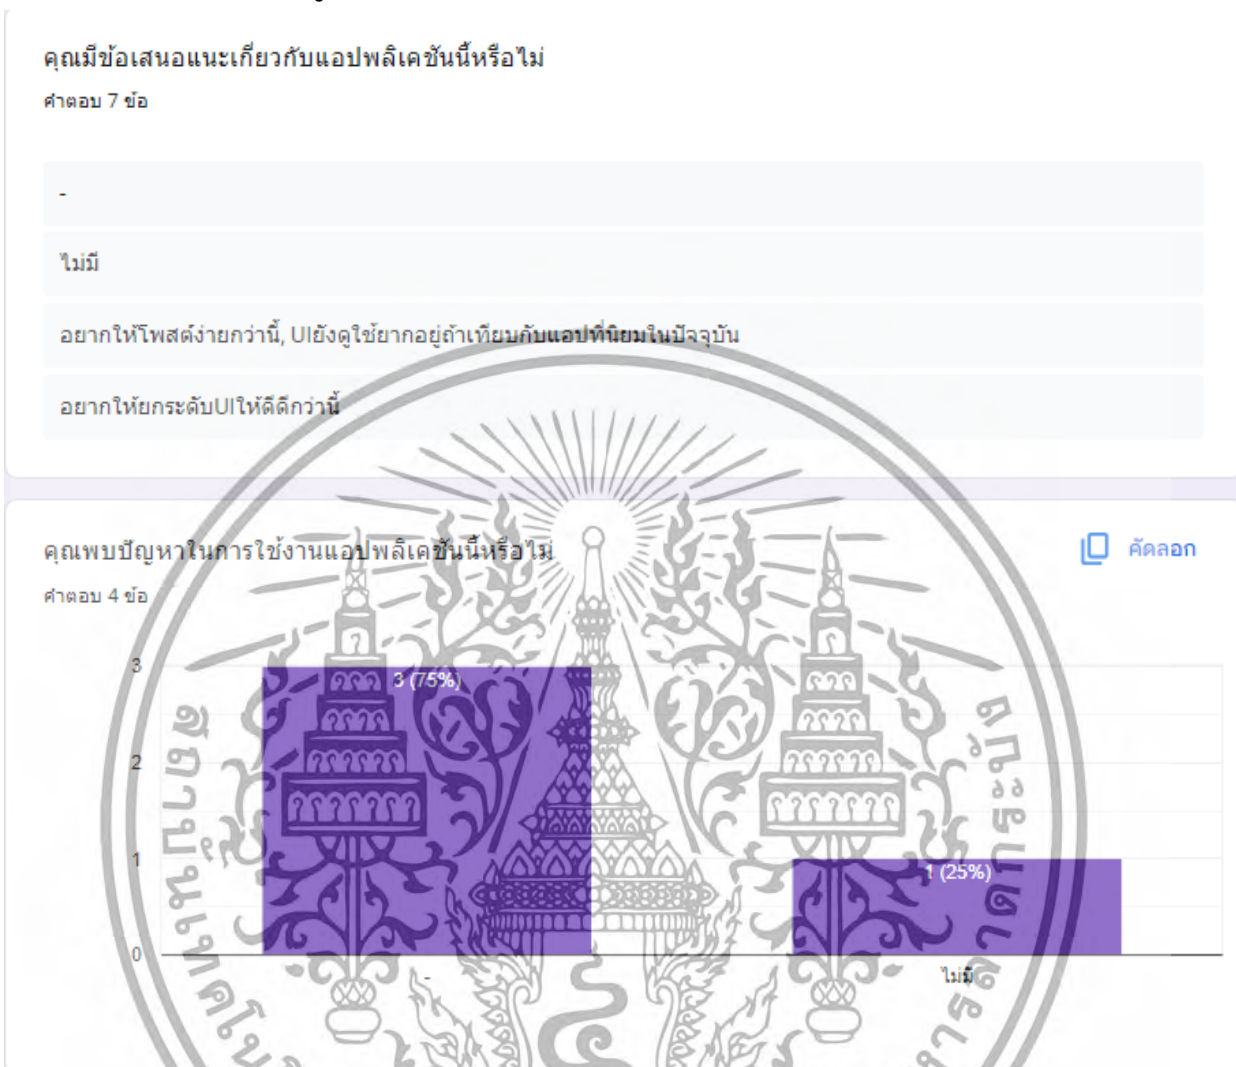 คุณมีข้อเสนอแนะเกี่ยวกับแอปพลิเคชันนี้หรือไม่
คำตอบ 7 ข้อ
-
ไม่มี
อยากให้โพสต์ง่ายกว่านี้, UIยังดูใช้ยากอยู่ถ้าเทียบกับแอปที่นิยมในปัจจุบัน
อยากให้ยกระดับUIให้ดีดีกว่านี้
คุณพบปัญหาในการใช้งานแอปพลิเคชันนี้หรือไม่
คัดลอก
คำตอบ 4 ข้อ
3
2
1
0
3 (75%)
1 (25%)
-
ไม่มี